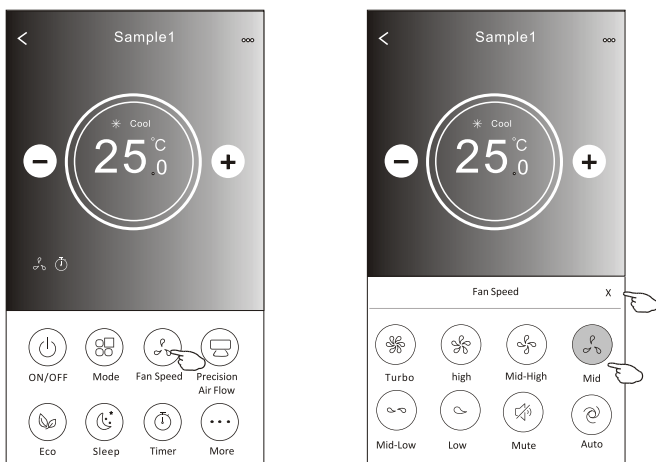 Sample1
Cool
25.0 °C
ON/OFF
Mode
Fan Speed
Precision
Air Flow
Eco
Sleep
Timer
More
Sample1
Cool
25.0 °C
Fan Speed X
Turbo
high
Mid-High
Mid
Mid-Low
Low
Mute
Auto